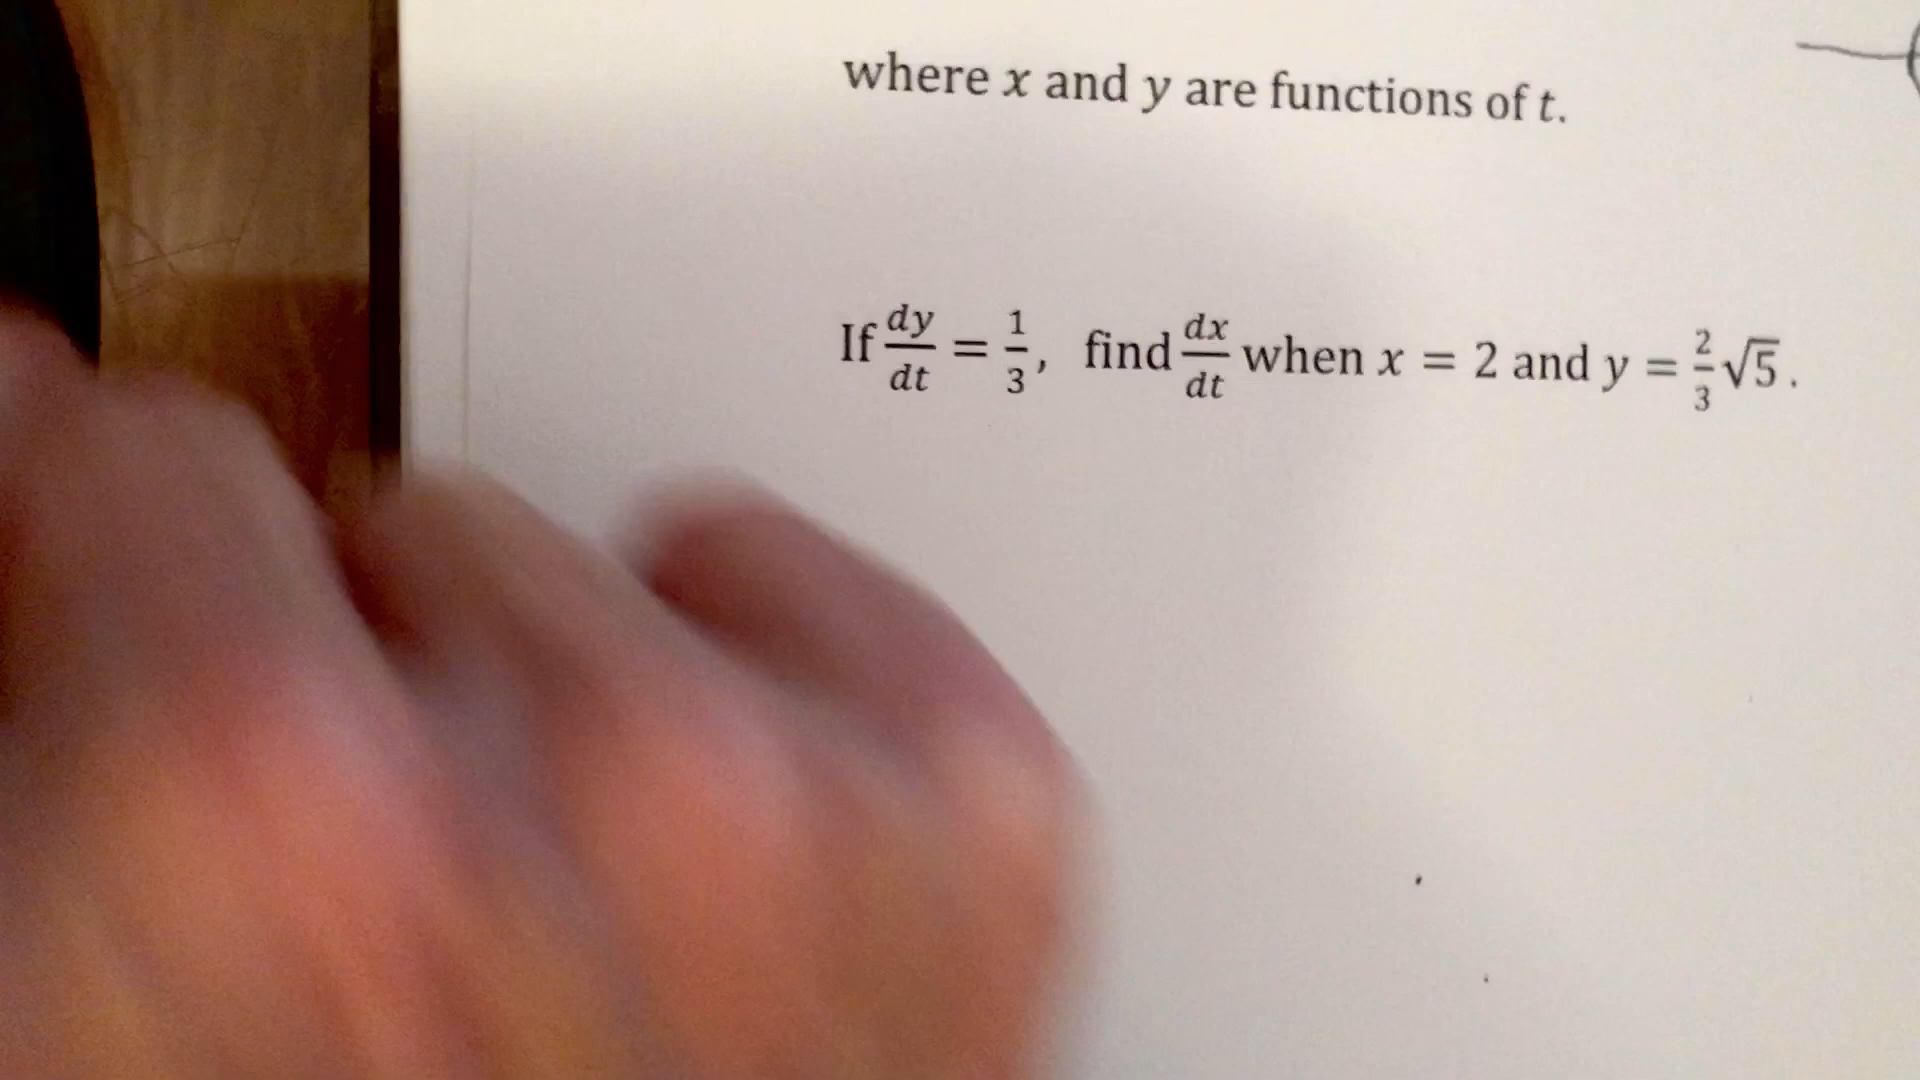 where x and y are functions of t.
If dy/dt = 1/3, find dx/dt when x = 2 and y = 2/3 √5.